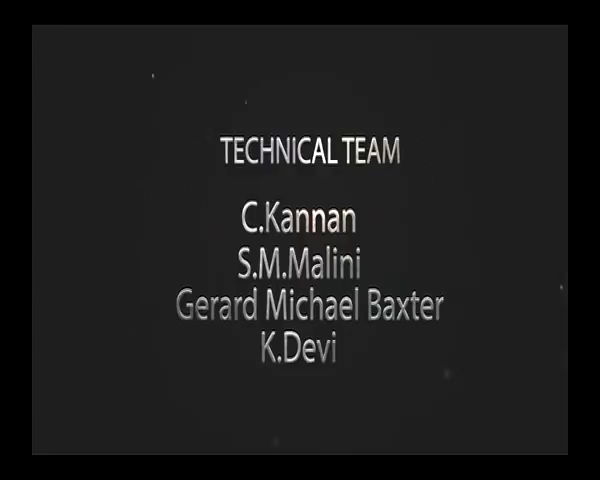 TECHNICAL TEAM
C.Kannan
S.M.Malini
Gerard Michael Baxter
K.Devi